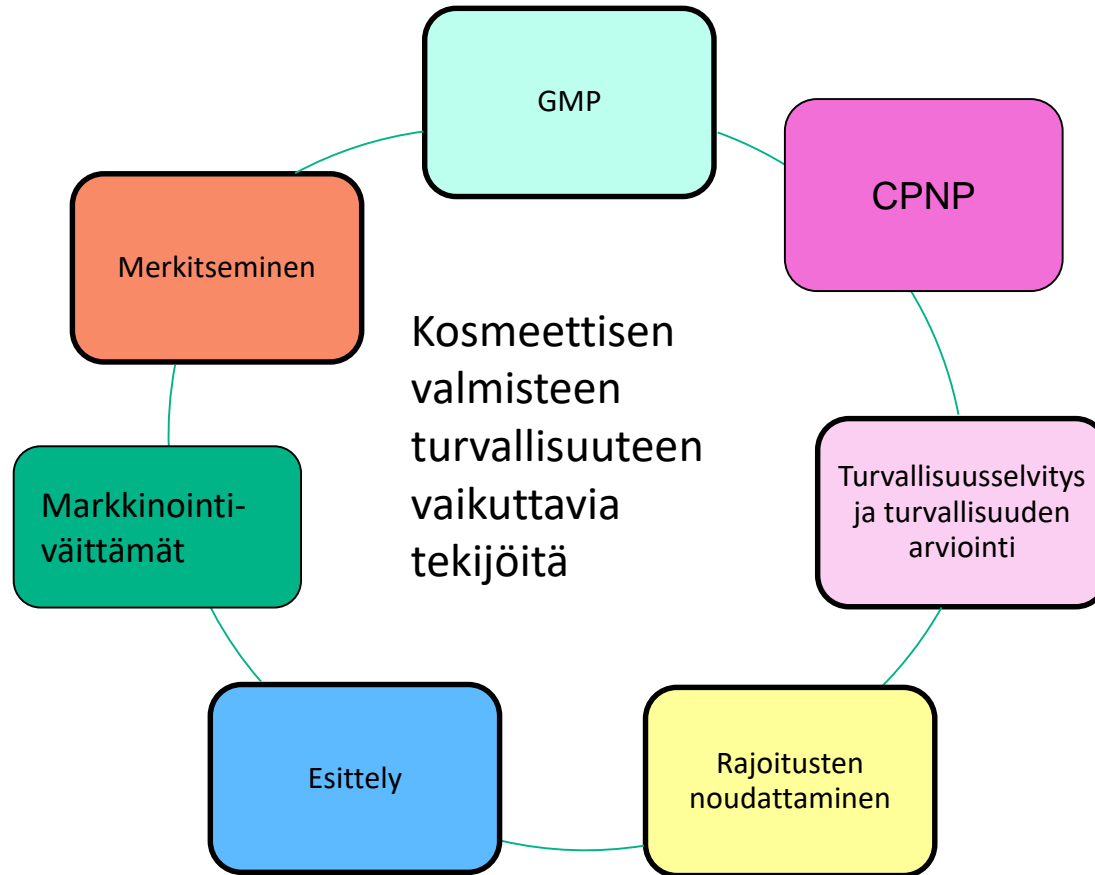 GMP
CPNP
Merkitseminen
Kosmeettisen
valmisteen
turvallisuuteen
vaikuttavia
tekijöitä
Turvallisuusselvitys
ja turvallisuuden
arviointi
Markkinointi-
väittämät
Esittely
Rajoitusten
noudattaminen